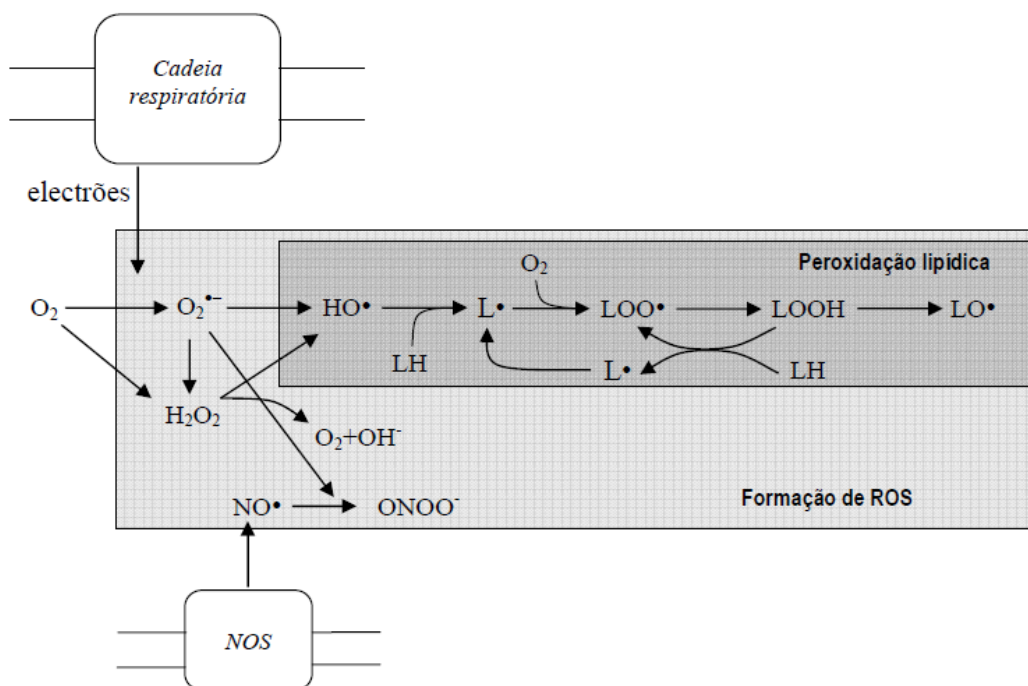 Cadeia
respiratória
electrões
Peroxidação lipídica
O₂
O₂
O₂•−
HO•
L•
LOO•
LOOH
LO•
LH
L•
LH
H₂O₂
O₂+OH⁻
NO•
ONOO⁻
Formação de ROS
NOS